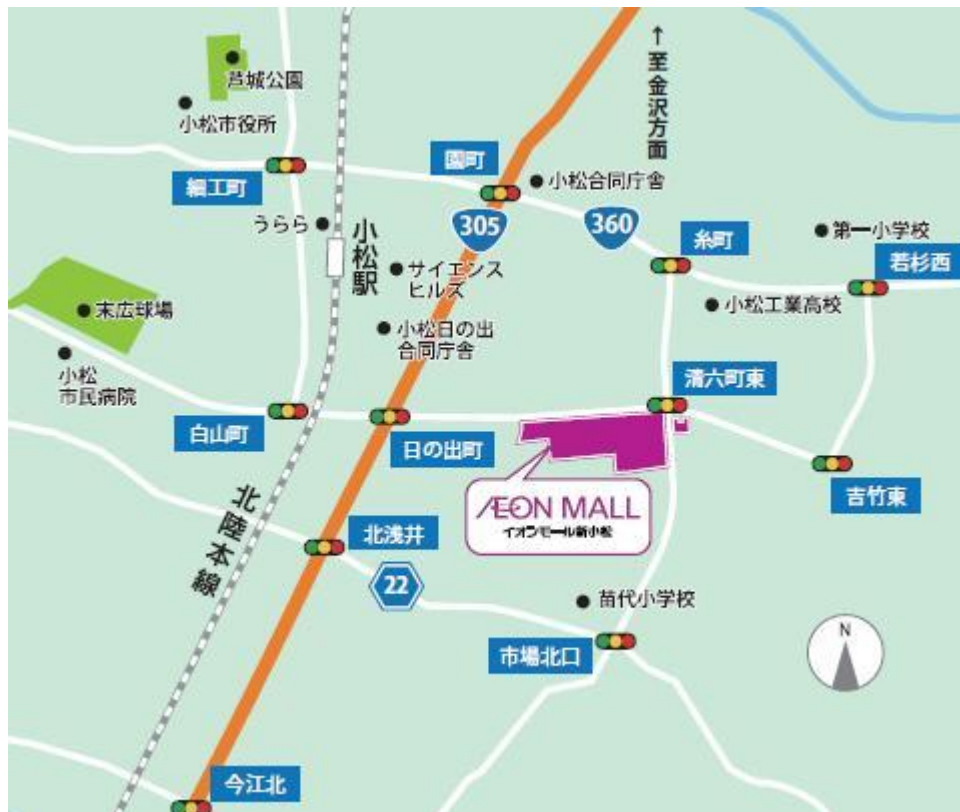 芦城公園
小松市役所
↑至金沢方面
國町
小松合同庁舎
細工町
305
360
糸町
第一小学校
うらら
小松駅
若杉西
サイエンス
ヒルズ
末広球場
小松工業高校
小松日の出
合同庁舎
小松
市民病院
清六町東
白山町
日の出町
吉竹東
ÆON MALL
イオンモール新小松
北陸本線
北浅井
22
苗代小学校
市場北口
N
今江北